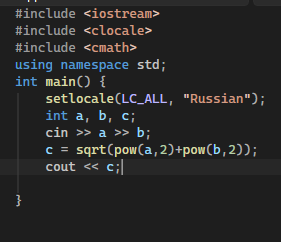 #include <iostream>
#include <clocale>
#include <cmath>
using namespace std;
int main() {
    setlocale(LC_ALL, "Russian");
    int a, b, c;
    cin >> a >> b;
    c = sqrt(pow(a,2)+pow(b,2));
    cout << c;
}